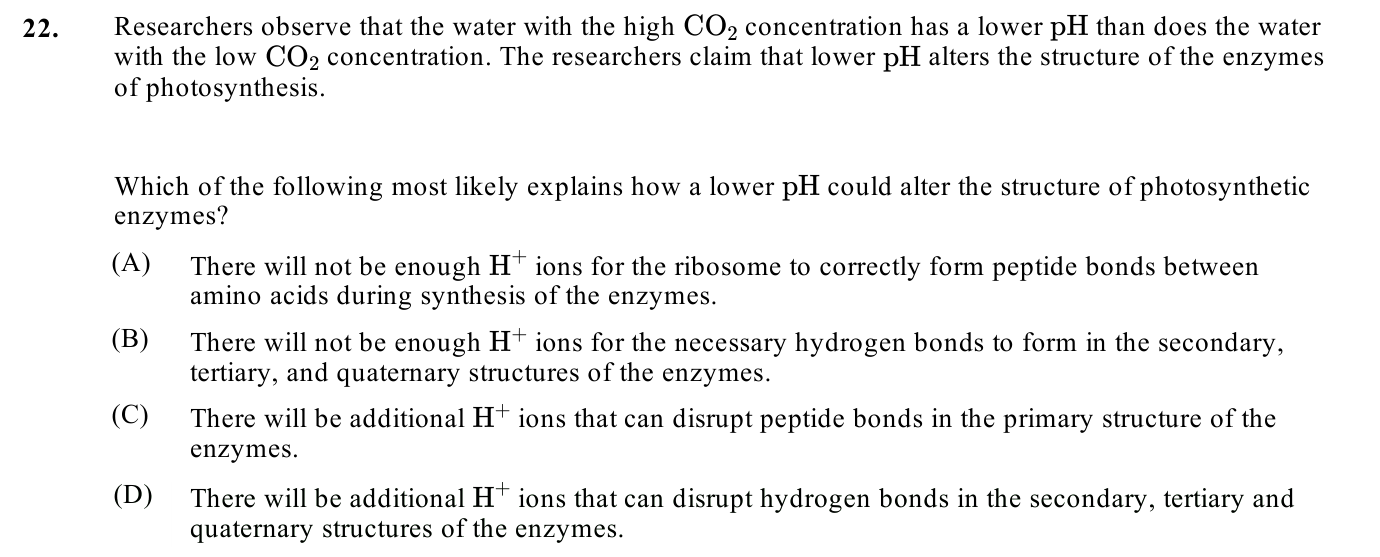 22. Researchers observe that the water with the high CO₂ concentration has a lower pH than does the water
with the low CO₂ concentration. The researchers claim that lower pH alters the structure of the enzymes
of photosynthesis.
Which of the following most likely explains how a lower pH could alter the structure of photosynthetic
enzymes?
(A) There will not be enough H⁺ ions for the ribosome to correctly form peptide bonds between
amino acids during synthesis of the enzymes.
(B) There will not be enough H⁺ ions for the necessary hydrogen bonds to form in the secondary,
tertiary, and quaternary structures of the enzymes.
(C) There will be additional H⁺ ions that can disrupt peptide bonds in the primary structure of the
enzymes.
(D) There will be additional H⁺ ions that can disrupt hydrogen bonds in the secondary, tertiary and
quaternary structures of the enzymes.